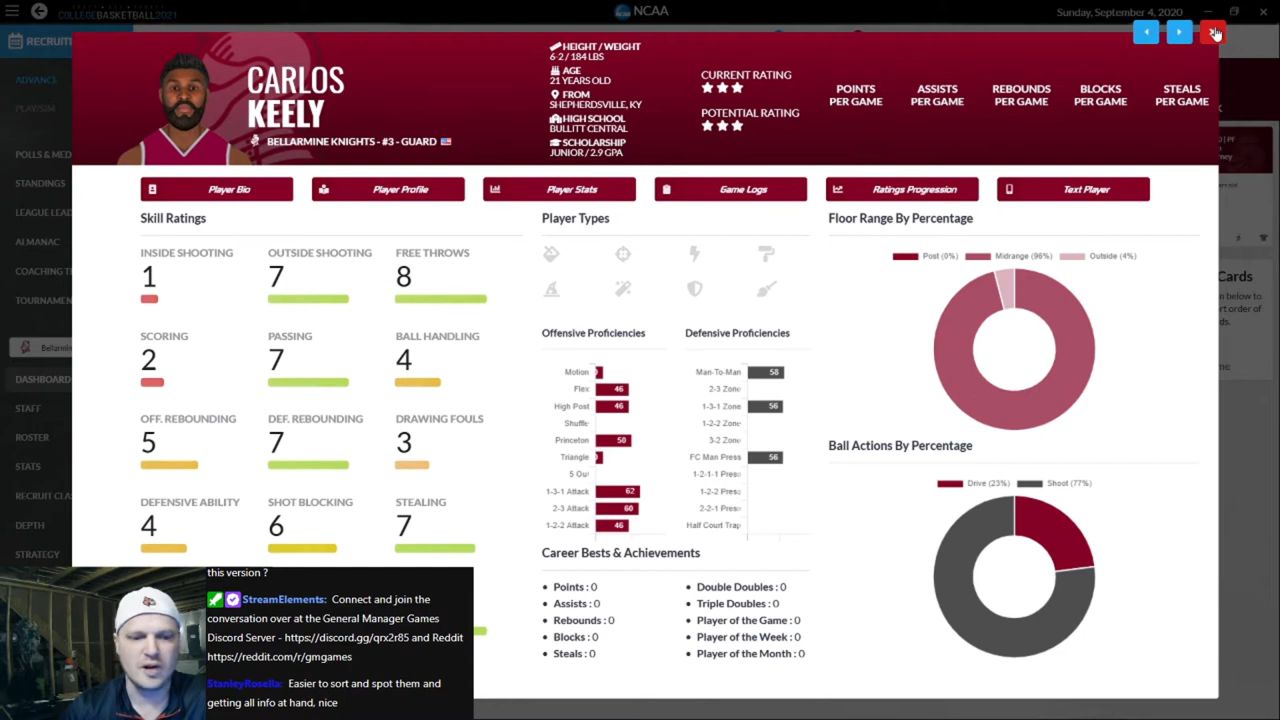 COLLEGEBASKETBALL2021
NCAA
Sunday, September 4, 2020
RECRUITI
ADVANCE
PLAY/SIM
POLLS & MED
STANDINGS
LEAGUE LEAD
ALMANAC
COACHING T
TOURNAMEN
Bellarmin
DASHBOARD
STAFF
ROSTER
STATS
RECRUIT CLA
DEPTH
STRATEGY
CARLOS
KEELY
BELLARMINE KNIGHTS - #3 - GUARD
HEIGHT / WEIGHT
6-2 / 184 LBS
AGE
21 YEARS OLD
FROM
SHEPHERDSVILLE, KY
HIGH SCHOOL
BULLITT CENTRAL
SCHOLARSHIP
JUNIOR / 2.9 GPA
CURRENT RATING
POTENTIAL RATING
POINTS
PER GAME
ASSISTS
PER GAME
REBOUNDS
PER GAME
BLOCKS
PER GAME
STEALS
PER GAME
Player Bio
Player Profile
Player Stats
Game Logs
Ratings Progression
Text Player
Skill Ratings
INSIDE SHOOTING
1
OUTSIDE SHOOTING
7
FREE THROWS
8
SCORING
2
PASSING
7
BALL HANDLING
4
OFF. REBOUNDING
5
DEF. REBOUNDING
7
DRAWING FOULS
3
DEFENSIVE ABILITY
4
SHOT BLOCKING
6
STEALING
7
Player Types
Offensive Proficiencies
Motion
Flex 46
High Post 46
Shuffle
Princeton 50
Triangle
5 Out
1-3-1 Attack 62
2-3 Attack 60
1-2-2 Attack 46
Defensive Proficiencies
Man-To-Man 58
2-3 Zone
1-3-1 Zone 56
1-2-2 Zone
3-2 Zone
FC Man Press 56
1-2-1-1 Press
1-2-2 Press
2-2-1 Press
Half Court Trap
Career Bests & Achievements
• Points : 0
• Assists : 0
• Rebounds : 0
• Blocks : 0
• Steals : 0
• Double Doubles : 0
• Triple Doubles : 0
• Player of the Game : 0
• Player of the Week : 0
• Player of the Month : 0
Floor Range By Percentage
Post (0%) Midrange (96%) Outside (4%)
Ball Actions By Percentage
Drive (23%) Shoot (77%)
Cards
n below to
rt order of
ds.
this version ?
StreamElements: Connect and join the
conversation over at the General Manager Games
Discord Server - https://discord.gg/qrx2r85 and Reddit
https://reddit.com/r/gmgames
StanleyRosella: Easier to sort and spot them and
getting all info at hand, nice